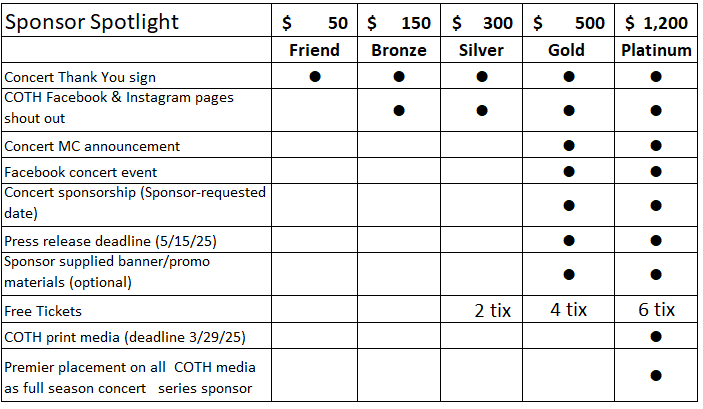 Sponsor Spotlight $ 50 $ 150 $ 300 $ 500 $ 1,200
Friend Bronze Silver Gold Platinum
Concert Thank You sign ● ● ● ● ●
COTH Facebook & Instagram pages
shout out ● ● ● ●
Concert MC announcement ● ●
Facebook concert event ● ●
Concert sponsorship (Sponsor-requested
date) ● ●
Press release deadline (5/15/25) ● ●
Sponsor supplied banner/promo
materials (optional) ● ●
Free Tickets 2 tix 4 tix 6 tix
COTH print media (deadline 3/29/25) ●
Premier placement on all COTH media
as full season concert series sponsor ●